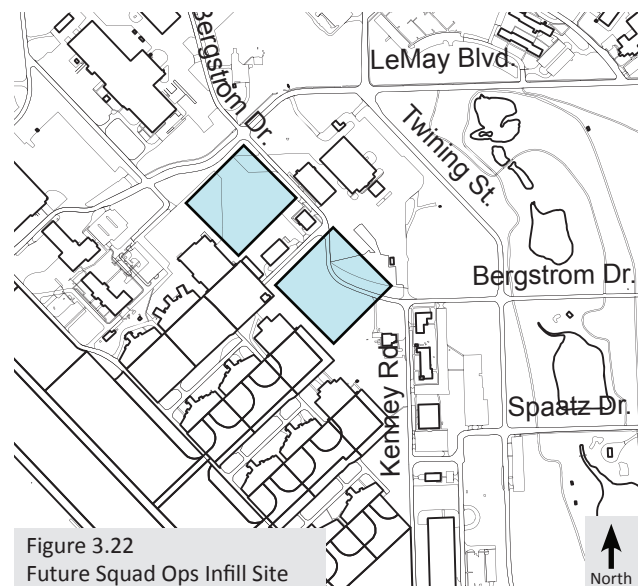 LeMay Blvd.
Bergstrom Dr.
Twining St.
Bergstrom Dr.
Kenney Rd.
Spaatz Dr.
Figure 3.22
Future Squad Ops Infill Site
North